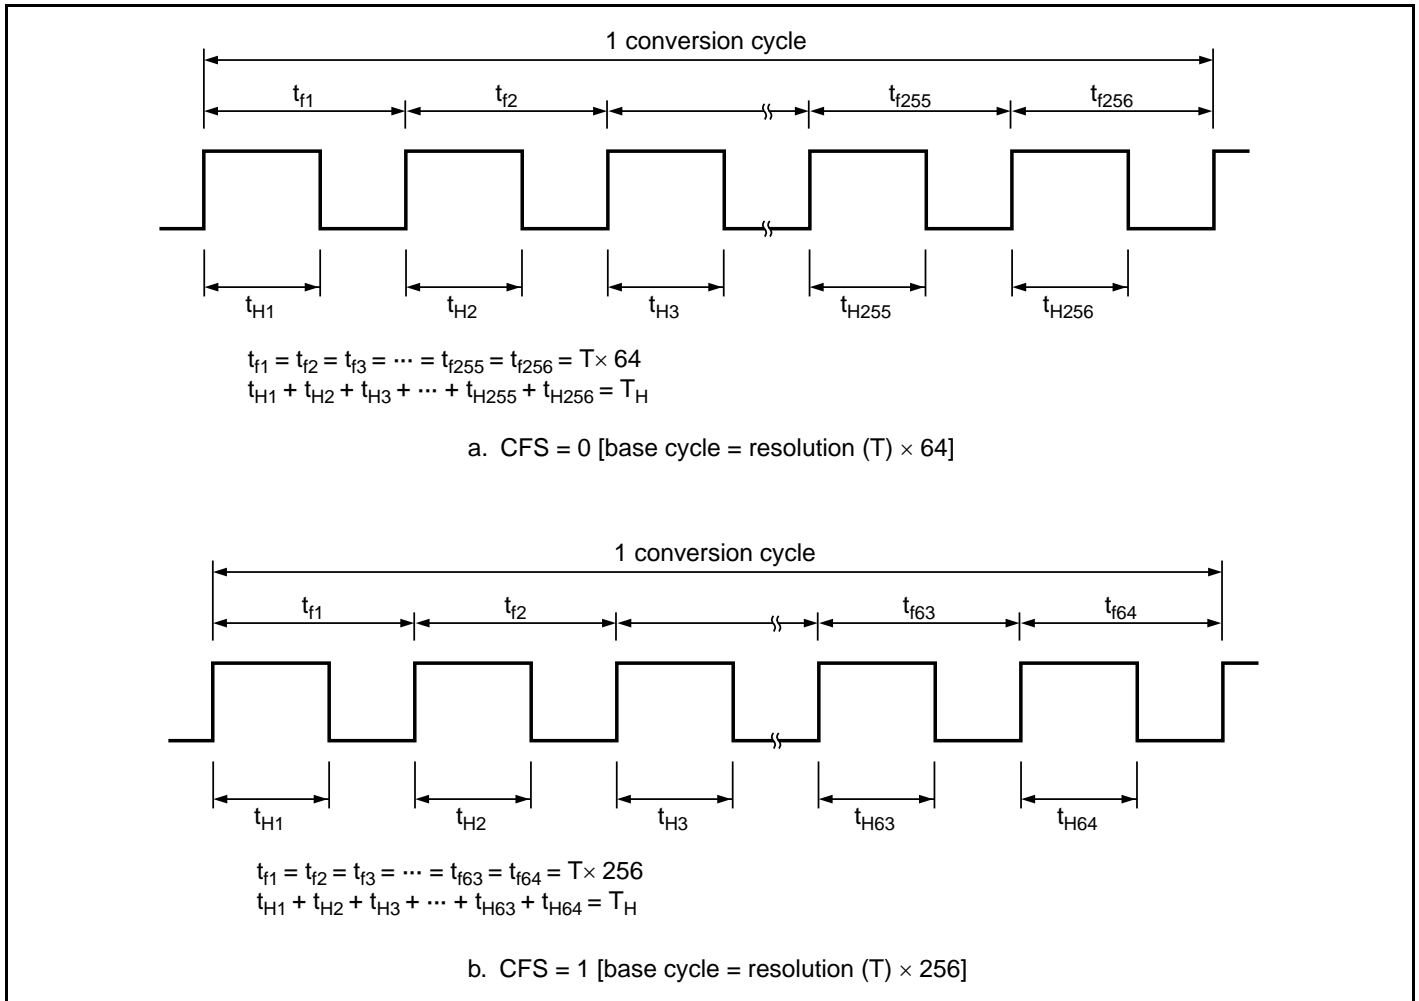 1 conversion cycle
tf1 tf2 tf255 tf256
tH1 tH2 tH3 tH255 tH256
tf1 = tf2 = tf3 = ··· = tf255 = tf256 = T× 64
tH1 + tH2 + tH3 + ··· + tH255 + tH256 = TH
a. CFS = 0 [base cycle = resolution (T) × 64]
1 conversion cycle
tf1 tf2 tf63 tf64
tH1 tH2 tH3 tH63 tH64
tf1 = tf2 = tf3 = ··· = tf63 = tf64 = T× 256
tH1 + tH2 + tH3 + ··· + tH63 + tH64 = TH
b. CFS = 1 [base cycle = resolution (T) × 256]